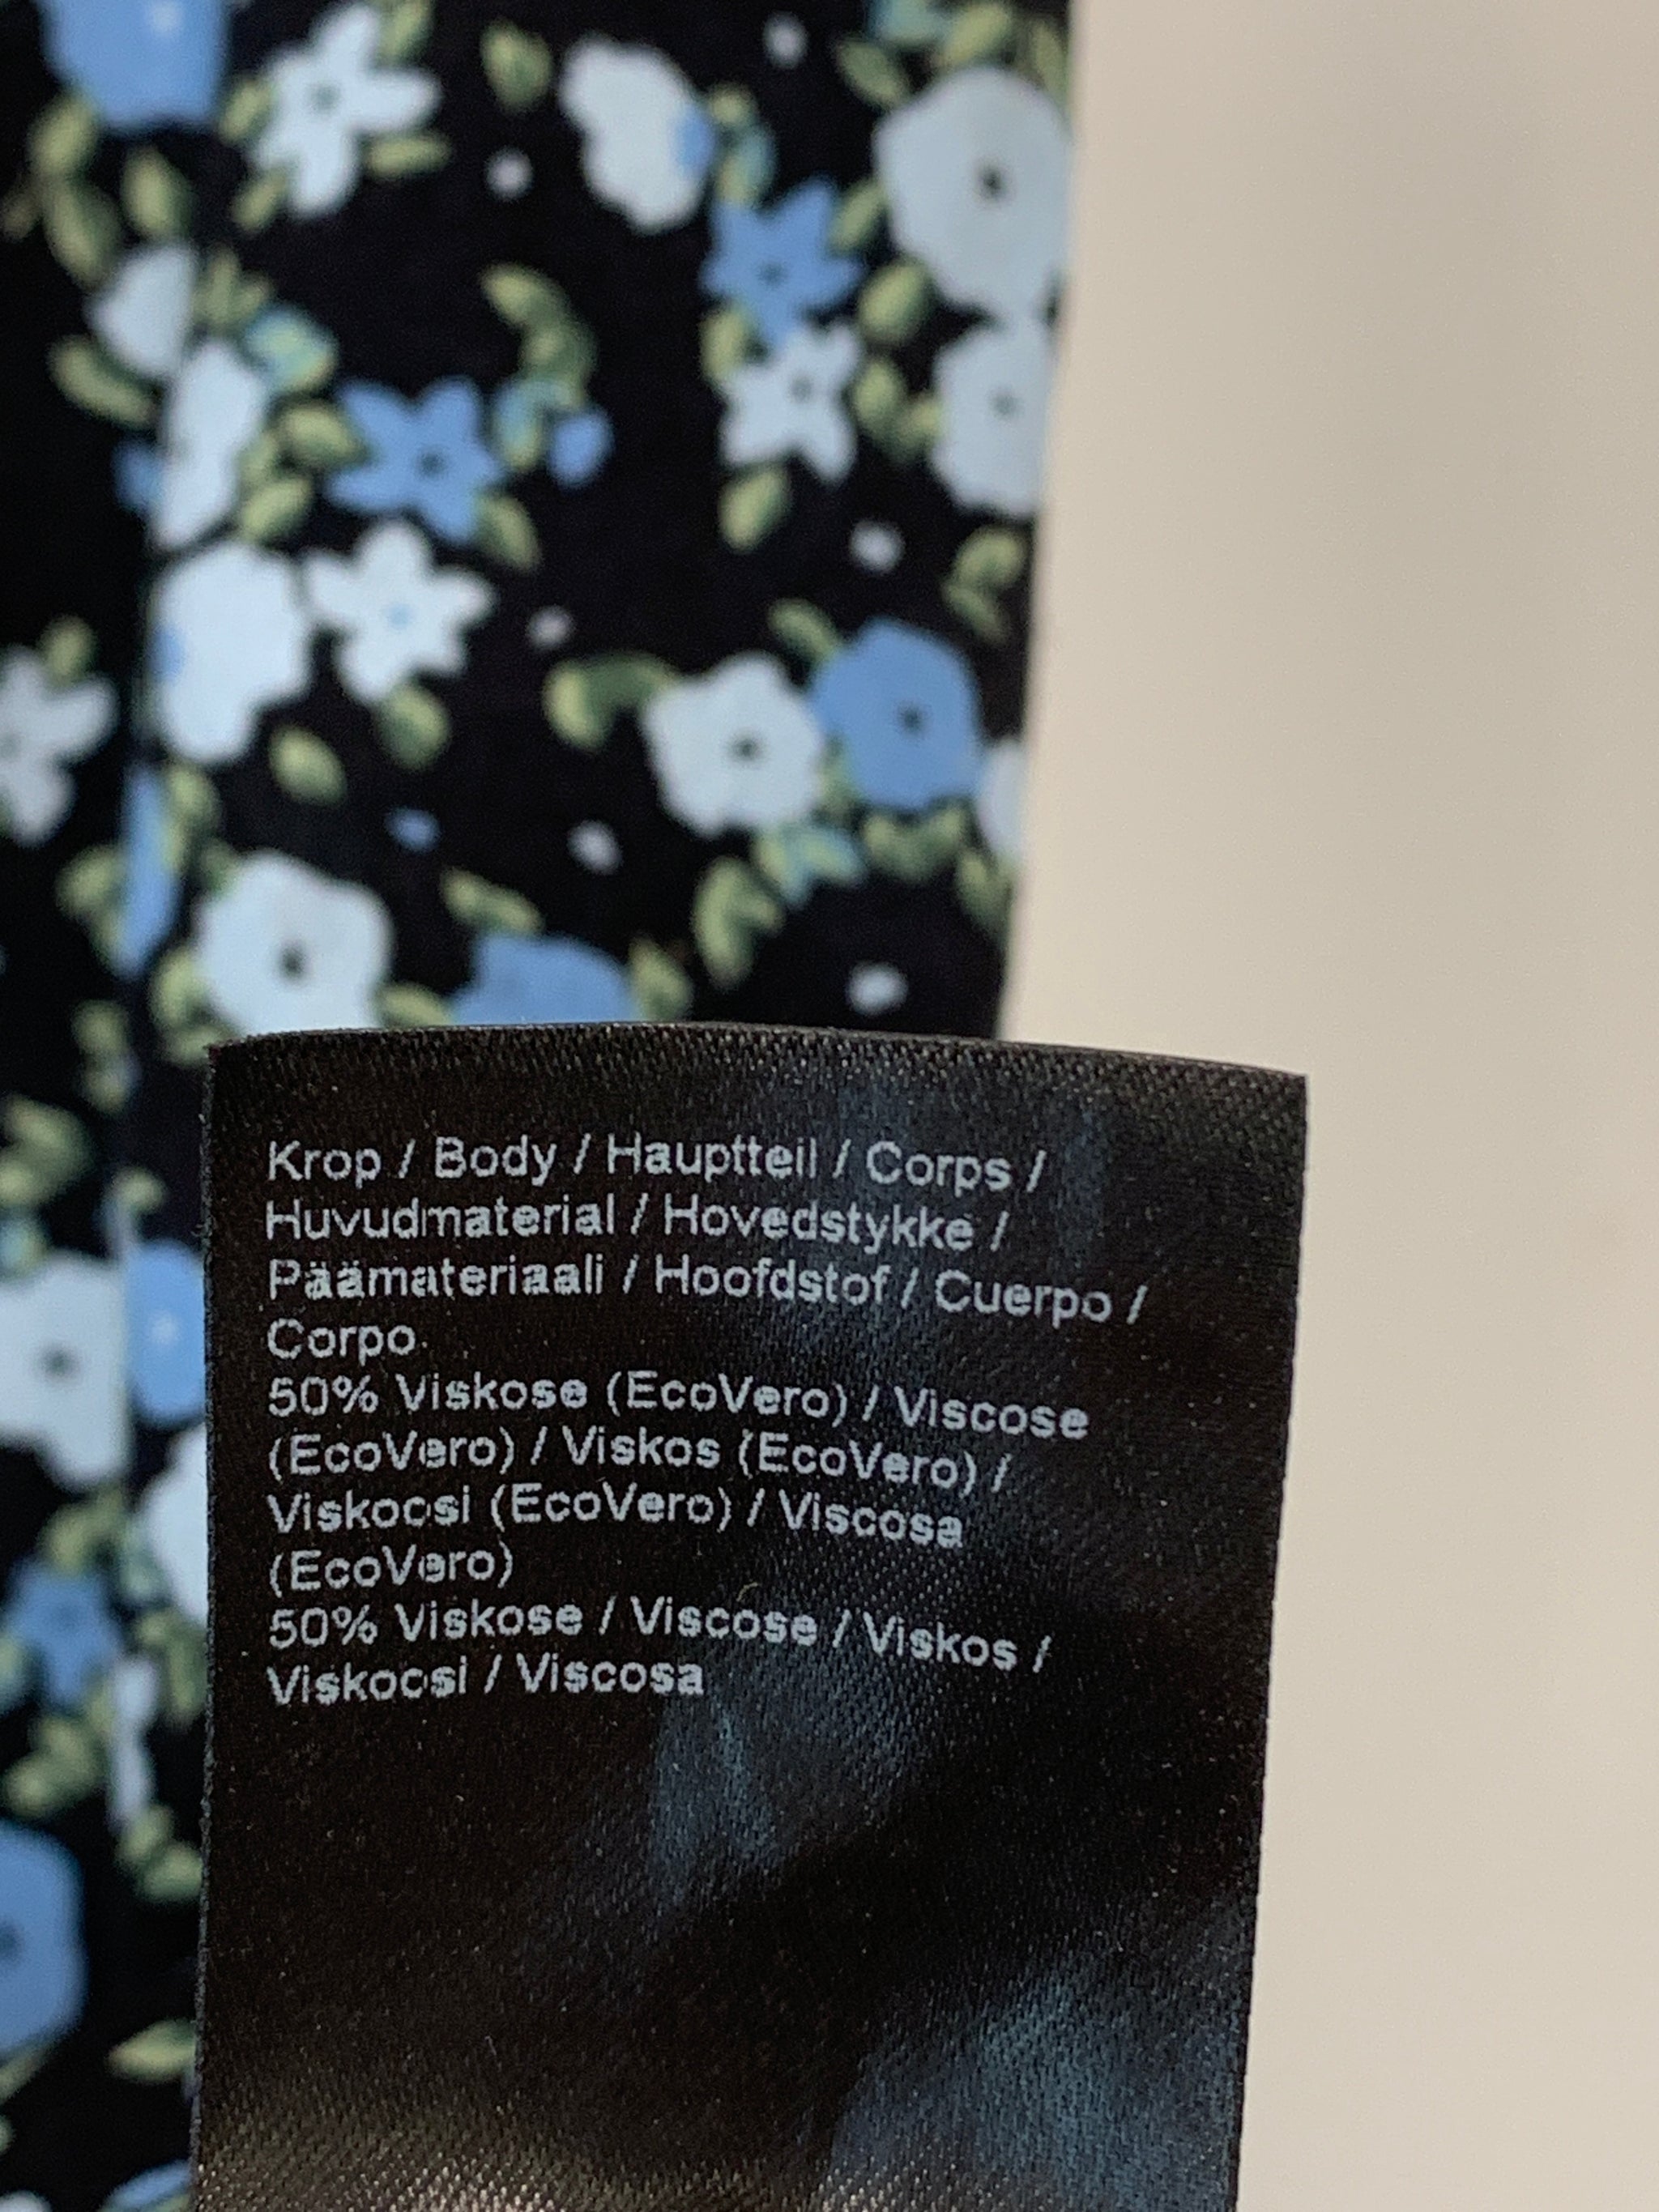 Krop / Body / Hauptteil / Corps /
Huvudmaterial / Hovedstykke /
Päämateriaali / Hoofdstof / Cuerpo /
Corpo
50% Viskose (EcoVero) / Viscose
(EcoVero) / Viskos (EcoVero) /
Viskoosi (EcoVero) / Viscosa
(EcoVero)
50% Viskose / Viscose / Viskos /
Viskoosi / Viscosa